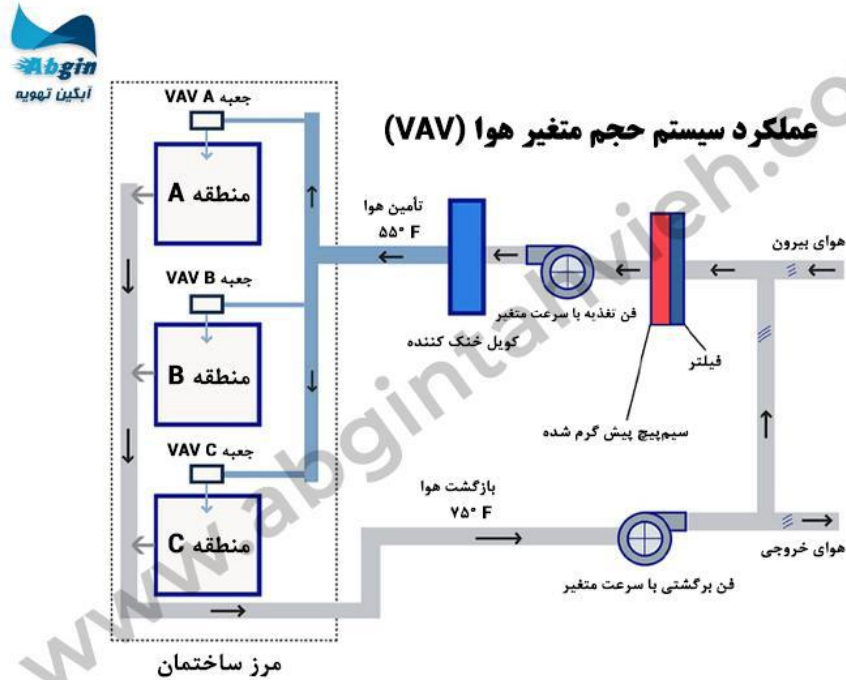 Abgin
آبگین تهویه
عملکرد سیستم حجم متغیر هوا (VAV)
جعبه VAV A
منطقه A
جعبه VAV B
منطقه B
جعبه VAV C
منطقه C
مرز ساختمان
تأمین هوا
۵۵° F
کویل خنک کننده
فن تغذیه با سرعت متغیر
هوای بیرون
فیلتر
سیم‌پیچ پیش گرم شده
بازگشت هوا
۷۵° F
فن برگشتی با سرعت متغیر
هوای خروجی
www.abgintahvieh.co